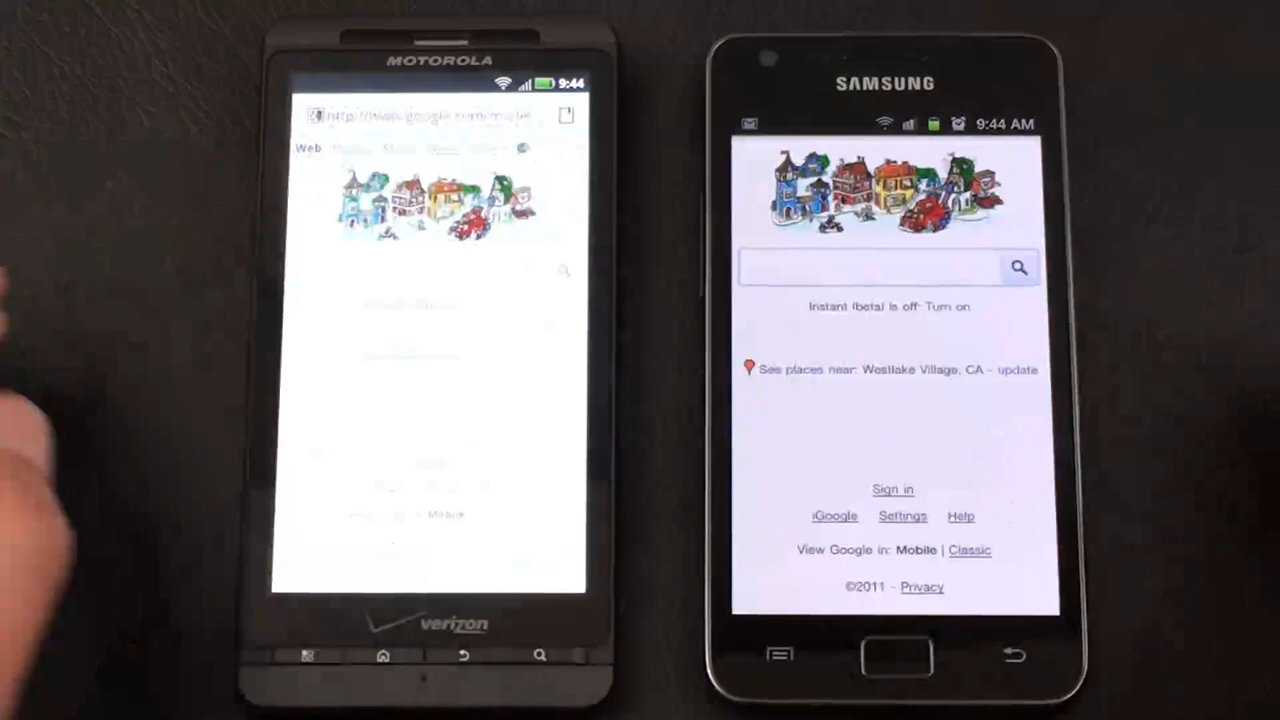 MOTOROLA
9:44
Web
Mobile
verizon
SAMSUNG
9:44 AM
Instant (beta) is off: Turn on
See places near: Westlake Village, CA - update
Sign in
iGoogle Settings Help
View Google in: Mobile | Classic
©2011 - Privacy